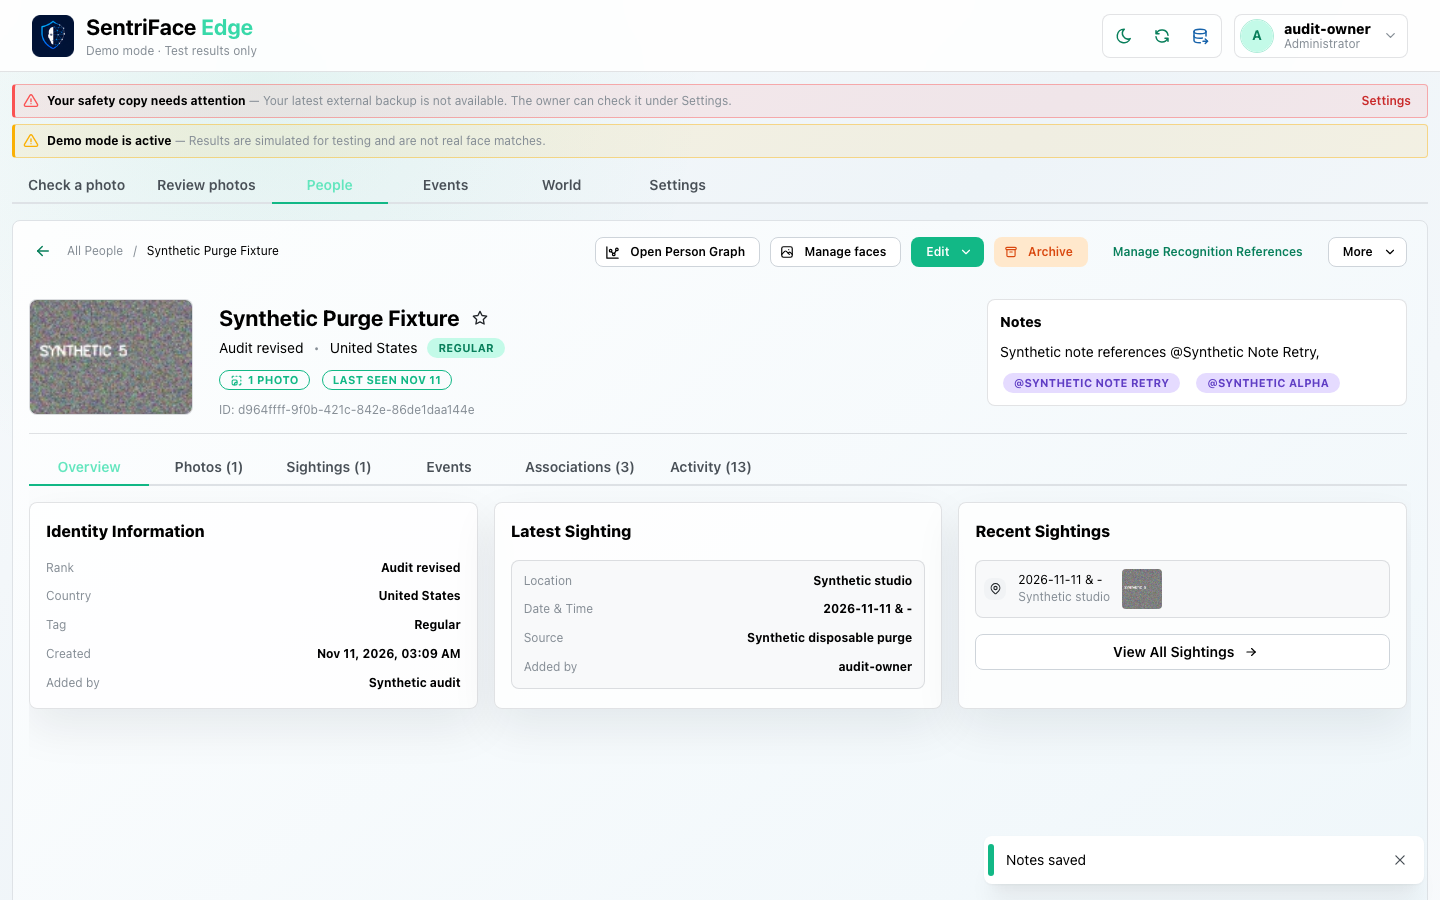 SentriFace Edge
Demo mode · Test results only
A
audit-owner
Administrator
Your safety copy needs attention — Your latest external backup is not available. The owner can check it under Settings.
Settings
Demo mode is active — Results are simulated for testing and are not real face matches.
Check a photo
Review photos
People
Events
World
Settings
All People / Synthetic Purge Fixture
Open Person Graph
Manage faces
Edit
Archive
Manage Recognition References
More
SYNTHETIC 5
Synthetic Purge Fixture
Audit revised • United States REGULAR
1 PHOTO
LAST SEEN NOV 11
ID: d964ffff-9f0b-421c-842e-86de1daa144e
Notes
Synthetic note references @Synthetic Note Retry,
@SYNTHETIC NOTE RETRY
@SYNTHETIC ALPHA
Overview
Photos (1)
Sightings (1)
Events
Associations (3)
Activity (13)
Identity Information
Rank Audit revised
Country United States
Tag Regular
Created Nov 11, 2026, 03:09 AM
Added by Synthetic audit
Latest Sighting
Location Synthetic studio
Date & Time 2026-11-11 & -
Source Synthetic disposable purge
Added by audit-owner
Recent Sightings
2026-11-11 & -
Synthetic studio
SYNTHETIC 5
View All Sightings
Notes saved